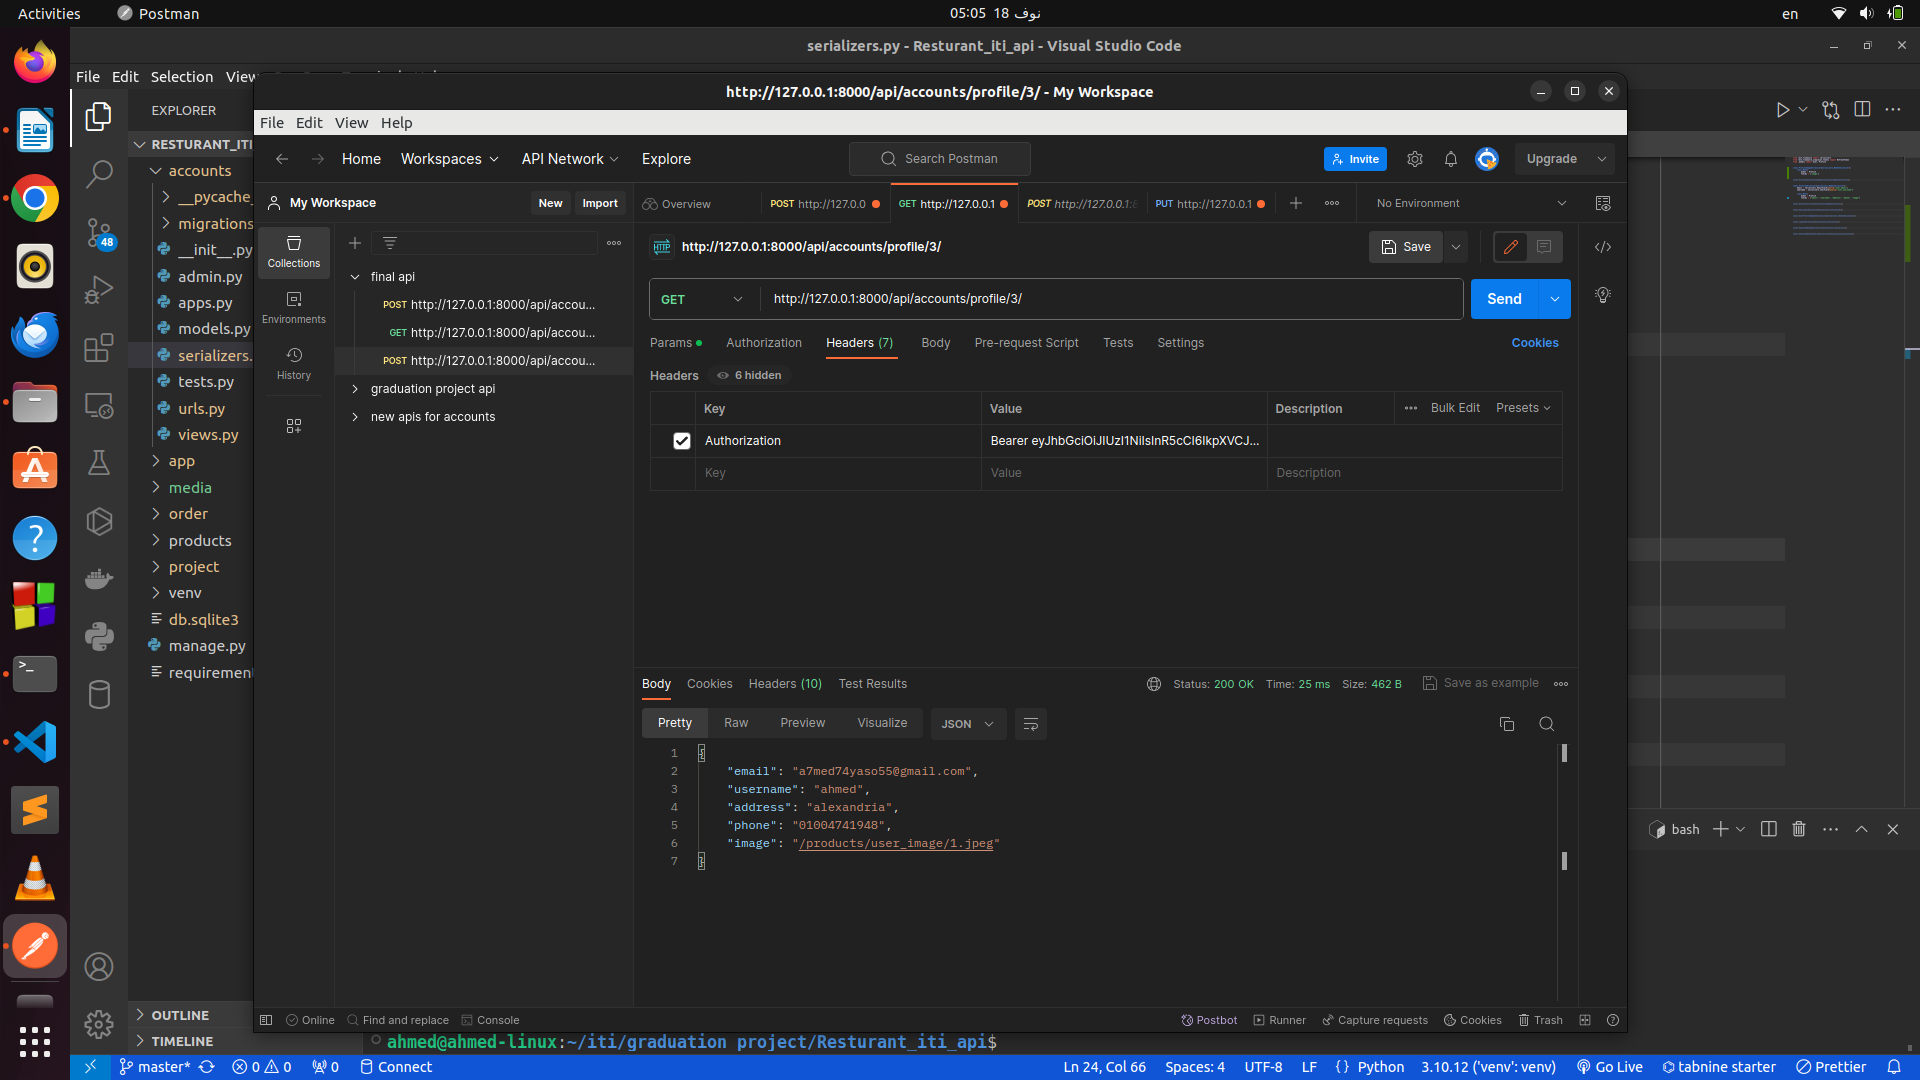 Activities
Postman
05:05 18 نوف
en
serializers.py - Resturant_iti_api - Visual Studio Code
File Edit Selection View
EXPLORER
RESTURANT_ITI
accounts
__pycache_
migrations
__init__.py
admin.py
apps.py
models.py
serializers.
tests.py
urls.py
views.py
app
media
order
products
project
venv
db.sqlite3
manage.py
requirement
OUTLINE
TIMELINE
48
http://127.0.0.1:8000/api/accounts/profile/3/ - My Workspace
File Edit View Help
Home Workspaces API Network Explore
Search Postman
Invite
Upgrade
My Workspace
New
Import
Overview
POST http://127.0.0
GET http://127.0.0.1
POST http://127.0.0.1:
PUT http://127.0.0.1
No Environment
Collections
Environments
History
final api
POST http://127.0.0.1:8000/api/accou...
GET http://127.0.0.1:8000/api/accou...
POST http://127.0.0.1:8000/api/accou...
graduation project api
new apis for accounts
HTTP
http://127.0.0.1:8000/api/accounts/profile/3/
Save
GET
http://127.0.0.1:8000/api/accounts/profile/3/
Send
Params Authorization Headers (7) Body Pre-request Script Tests Settings
Cookies
Headers 6 hidden
Key Value Description
Bulk Edit Presets
Authorization Bearer eyJhbGciOiJIUzI1NiIsInR5cCI6IkpXVCJ...
Key Value Description
Body Cookies Headers (10) Test Results
Status: 200 OK Time: 25 ms Size: 462 B
Save as example
Pretty Raw Preview Visualize
JSON
1 {
2 "email": "a7med74yaso55@gmail.com",
3 "username": "ahmed",
4 "address": "alexandria",
5 "phone": "01004741948",
6 "image": "/products/user_image/1.jpeg"
7 }
Online Find and replace Console
Postbot Runner Capture requests Cookies Trash
bash
ahmed@ahmed-linux:~/iti/graduation project/Resturant_iti_api$
master* 0 0 0 Connect
Ln 24, Col 66 Spaces: 4 UTF-8 LF { } Python 3.10.12 ('venv': venv) Go Live tabnine starter Prettier